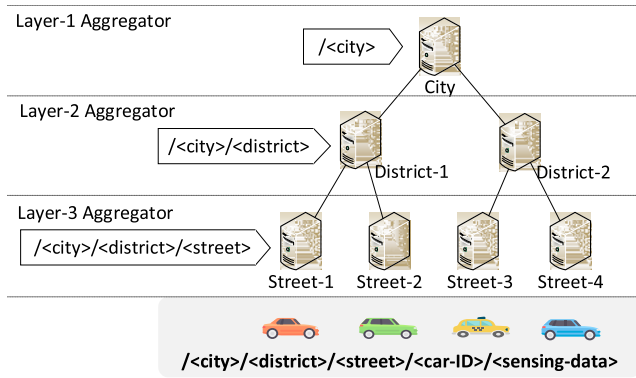 Layer-1 Aggregator
/<city>
City
Layer-2 Aggregator
/<city>/<district>
District-1
District-2
Layer-3 Aggregator
/<city>/<district>/<street>
Street-1
Street-2
Street-3
Street-4
/<city>/<district>/<street>/<car-ID>/<sensing-data>